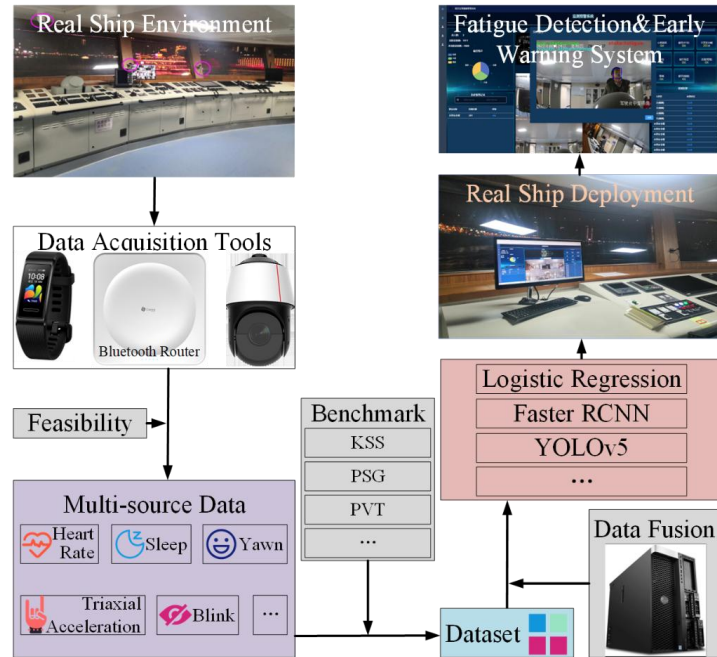 Real Ship Environment
Data Acquisition Tools
Bluetooth Router
Feasibility
Multi-source Data
Heart
Rate
Sleep
Yawn
Triaxial
Acceleration
Blink
...
Benchmark
KSS
PSG
PVT
...
Dataset
Data Fusion
Logistic Regression
Faster RCNN
YOLOv5
...
Real Ship Deployment
Fatigue Detection&Early
Warning System